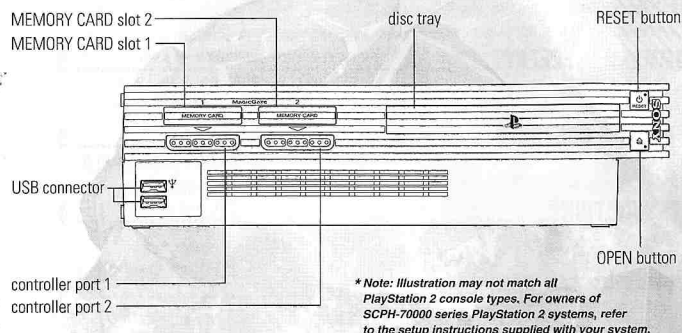 MEMORY CARD slot 2
MEMORY CARD slot 1
disc tray
RESET button
1
MAGICGATE
2
MEMORY CARD
MEMORY CARD
RESET
SONY
USB connector
OPEN button
controller port 1
controller port 2
* Note: Illustration may not match all
PlayStation 2 console types. For owners of
SCPH-70000 series PlayStation 2 systems, refer
to the setup instructions supplied with your system.